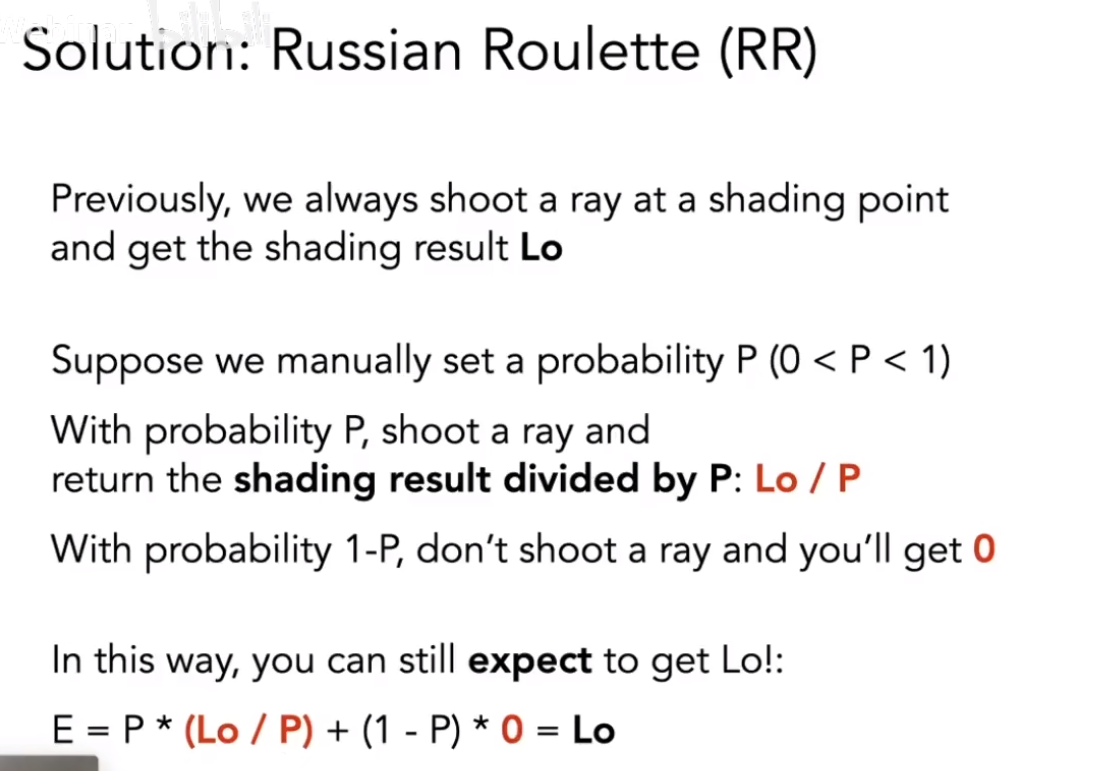 Webinar
Solution: Russian Roulette (RR)
Previously, we always shoot a ray at a shading point
and get the shading result Lo
Suppose we manually set a probability P (0 < P < 1)
With probability P, shoot a ray and
return the shading result divided by P: Lo / P
With probability 1-P, don’t shoot a ray and you’ll get 0
In this way, you can still expect to get Lo!:
E = P * (Lo / P) + (1 - P) * 0 = Lo